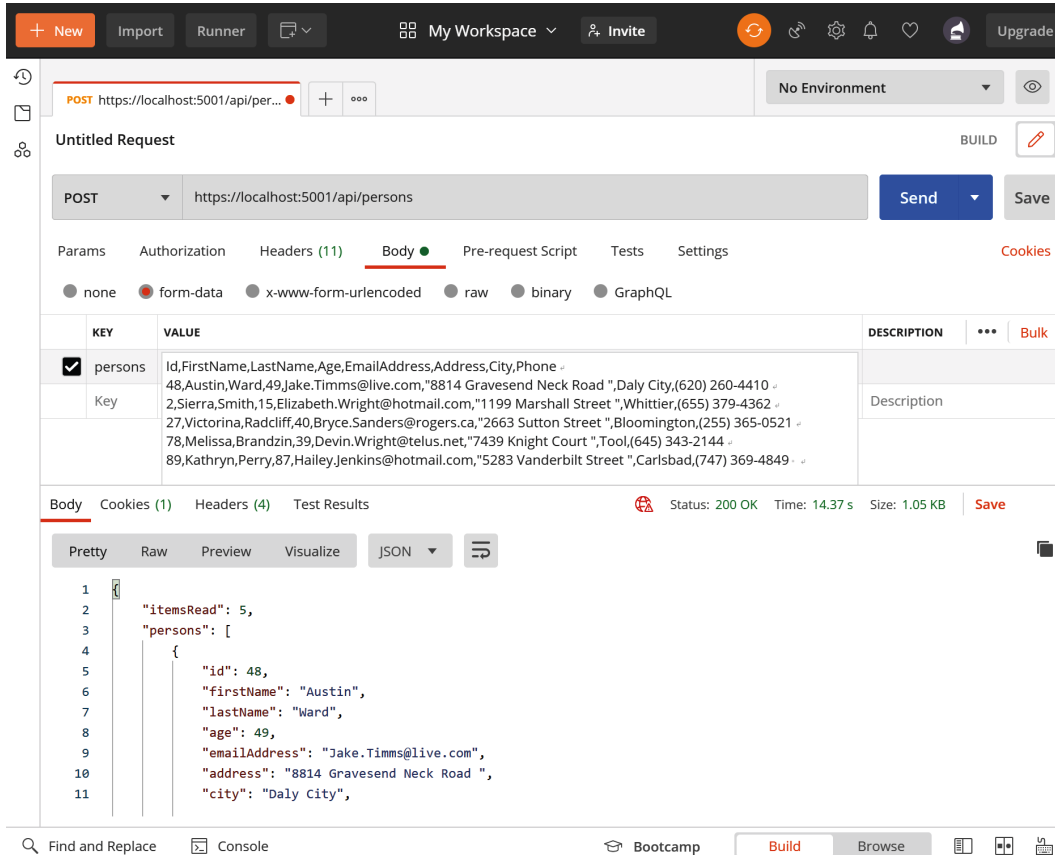 + New Import Runner My Workspace Invite Upgrade
POST https://localhost:5001/api/per... No Environment
Untitled Request BUILD
POST https://localhost:5001/api/persons Send Save
Params Authorization Headers (11) Body Pre-request Script Tests Settings Cookies
none form-data x-www-form-urlencoded raw binary GraphQL
KEY VALUE DESCRIPTION ••• Bulk
persons Id,FirstName,LastName,Age,EmailAddress,Address,City,Phone
48,Austin,Ward,49,Jake.Timms@live.com,"8814 Gravesend Neck Road ",Daly City,(620) 260-4410
Key 2,Sierra,Smith,15,Elizabeth.Wright@hotmail.com,"1199 Marshall Street ",Whittier,(655) 379-4362 Description
27,Victorina,Radcliff,40,Bryce.Sanders@rogers.ca,"2663 Sutton Street ",Bloomington,(255) 365-0521
78,Melissa,Brandzin,39,Devin.Wright@telus.net,"7439 Knight Court ",Tool,(645) 343-2144
89,Kathryn,Perry,87,Hailey.Jenkins@hotmail.com,"5283 Vanderbilt Street ",Carlsbad,(747) 369-4849
Body Cookies (1) Headers (4) Test Results Status: 200 OK Time: 14.37 s Size: 1.05 KB Save
Pretty Raw Preview Visualize JSON
1 {
2 "itemsRead": 5,
3 "persons": [
4 {
5 "id": 48,
6 "firstName": "Austin",
7 "lastName": "Ward",
8 "age": 49,
9 "emailAddress": "Jake.Timms@live.com",
10 "address": "8814 Gravesend Neck Road ",
11 "city": "Daly City",
Find and Replace Console Bootcamp Build Browse